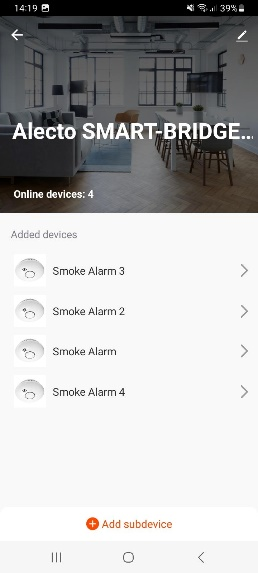 14:19 39%
Alecto SMART-BRIDGE...
Online devices: 4
Added devices
Smoke Alarm 3
Smoke Alarm 2
Smoke Alarm
Smoke Alarm 4
Add subdevice